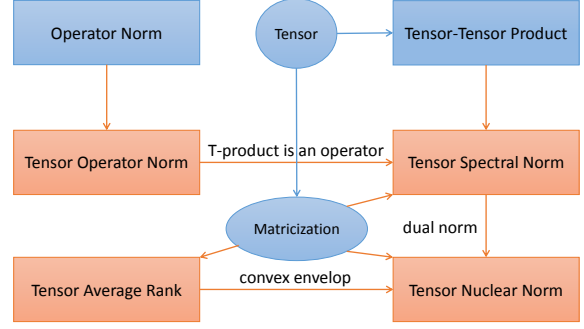 Operator Norm
Tensor
Tensor-Tensor Product
Tensor Operator Norm
T-product is an operator
Tensor Spectral Norm
Matricization
dual norm
Tensor Average Rank
convex envelop
Tensor Nuclear Norm